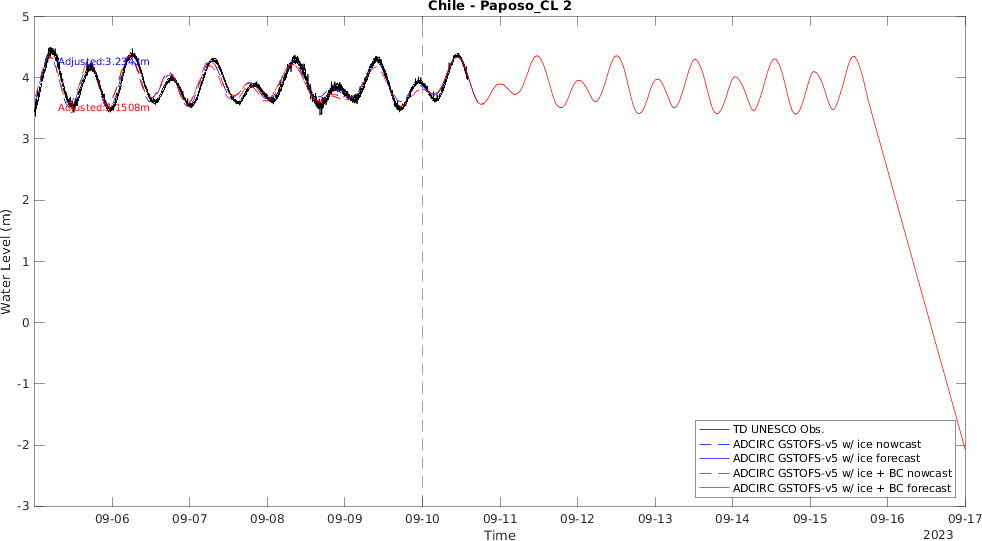 Chile - Paposo_CL 2
5
4
3
2
1
0
-1
-2
-3
Water Level (m)
Adjusted:
Adjusted:
TD UNESCO Obs.
ADCIRC GSTOFS-v5 w/ ice nowcast
ADCIRC GSTOFS-v5 w/ ice forecast
ADCIRC GSTOFS-v5 w/ ice + BC nowcast
ADCIRC GSTOFS-v5 w/ ice + BC forecast
09-06 09-07 09-08 09-09 09-10 09-11 09-12 09-13 09-14 09-15 09-16 09-17
Time
2023